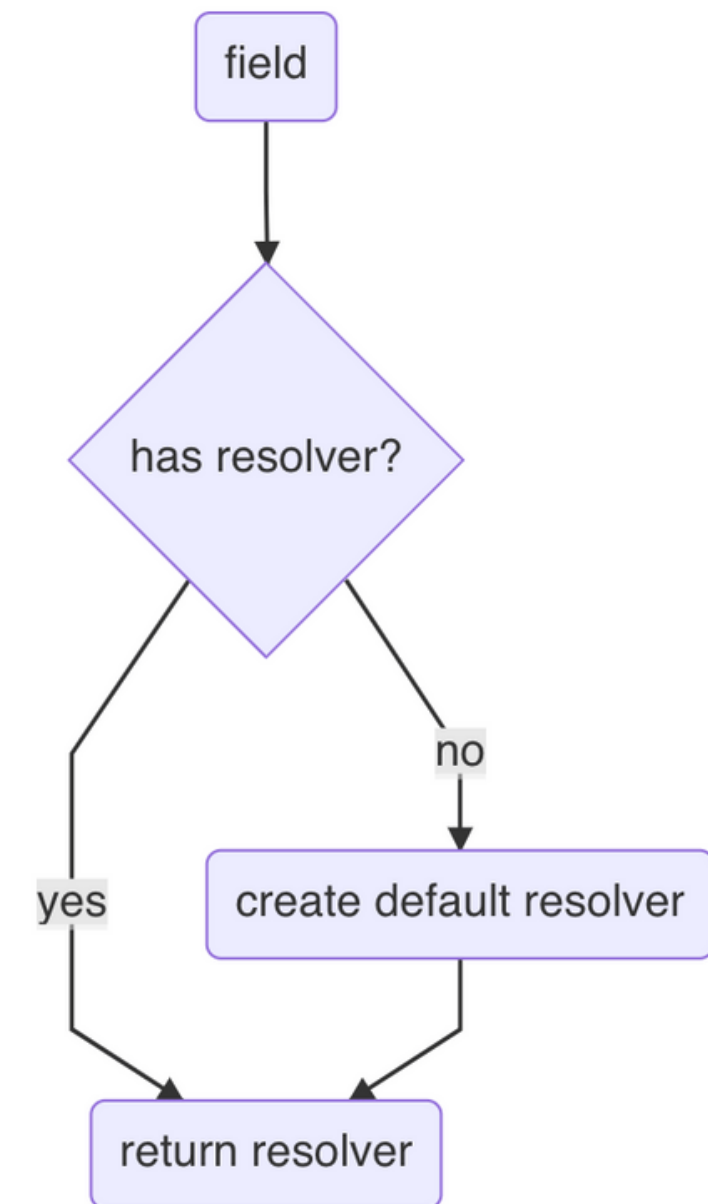 field
has resolver?
no
yes
create default resolver
return resolver